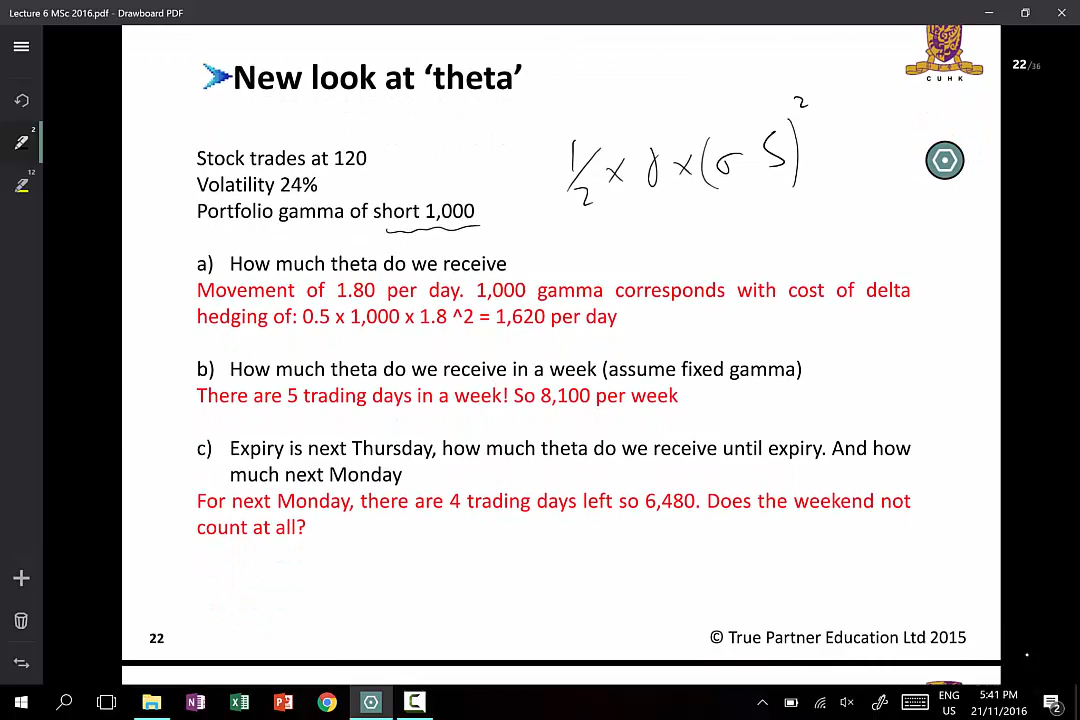 Lecture 6 MSc 2016.pdf - Drawboard PDF
New look at ‘theta’
CUHK
22/36
2
12
1/2 x γ x (σ S)²
Stock trades at 120
Volatility 24%
Portfolio gamma of short 1,000
a) How much theta do we receive
Movement of 1.80 per day. 1,000 gamma corresponds with cost of delta
hedging of: 0.5 x 1,000 x 1.8 ^2 = 1,620 per day
b) How much theta do we receive in a week (assume fixed gamma)
There are 5 trading days in a week! So 8,100 per week
c) Expiry is next Thursday, how much theta do we receive until expiry. And how
much next Monday
For next Monday, there are 4 trading days left so 6,480. Does the weekend not
count at all?
22
© True Partner Education Ltd 2015
ENG
US
5:41 PM
21/11/2016
2